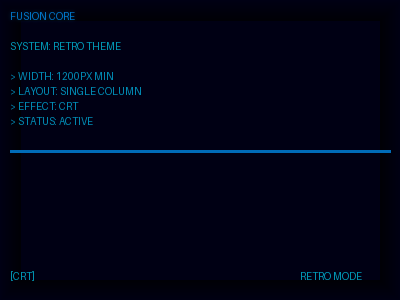 FUSION CORE
SYSTEM: RETRO THEME
> WIDTH: 1200PX MIN
> LAYOUT: SINGLE COLUMN
> EFFECT: CRT
> STATUS: ACTIVE
[CRT]
RETRO MODE